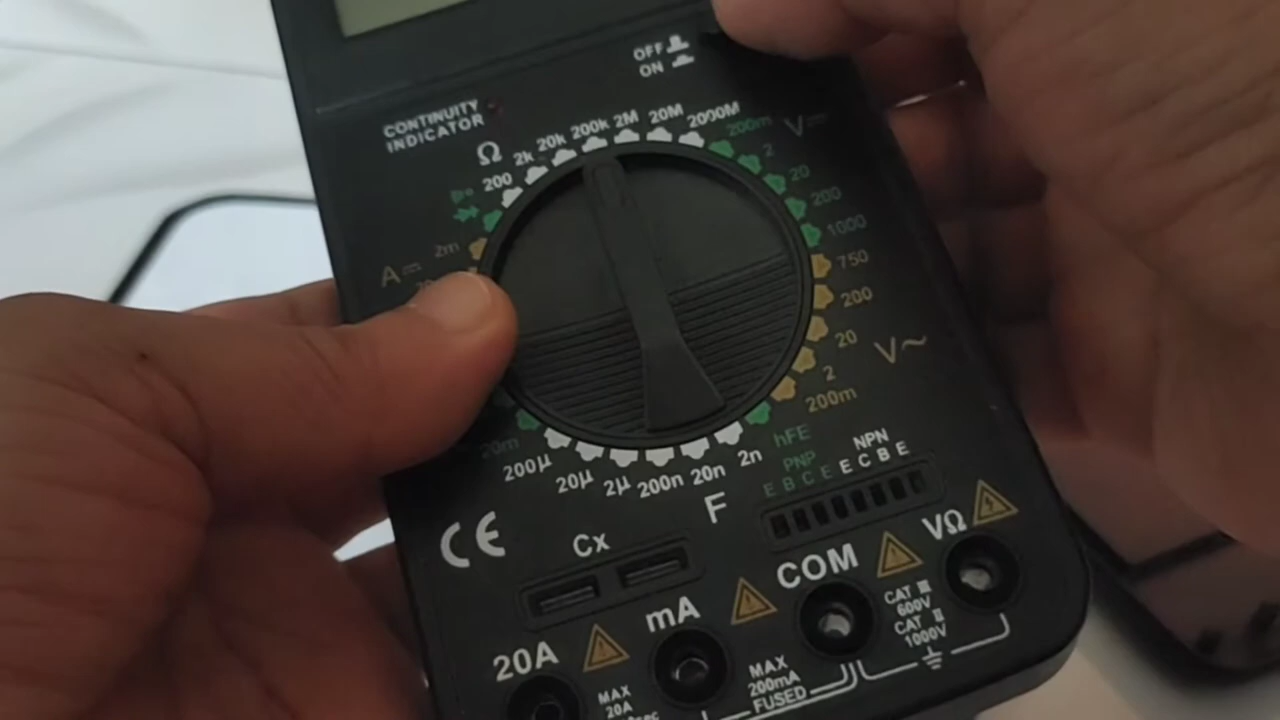 OFF
ON
CONTINUITY
INDICATOR
Ω
200
2k
20k
200k
2M
20M
2000M
200m
2
20
200
1000
V⎓
750
200
20
2
200m
V~
A⎓
2m
20m
200µ
20µ
2µ
200n
20n
2n
F
hFE
PNP
E B C E
NPN
E C B E
CE
Cx
20A
mA
COM
VΩ
CAT III
600V
CAT II
1000V
MAX
200mA
FUSED
MAX
20A